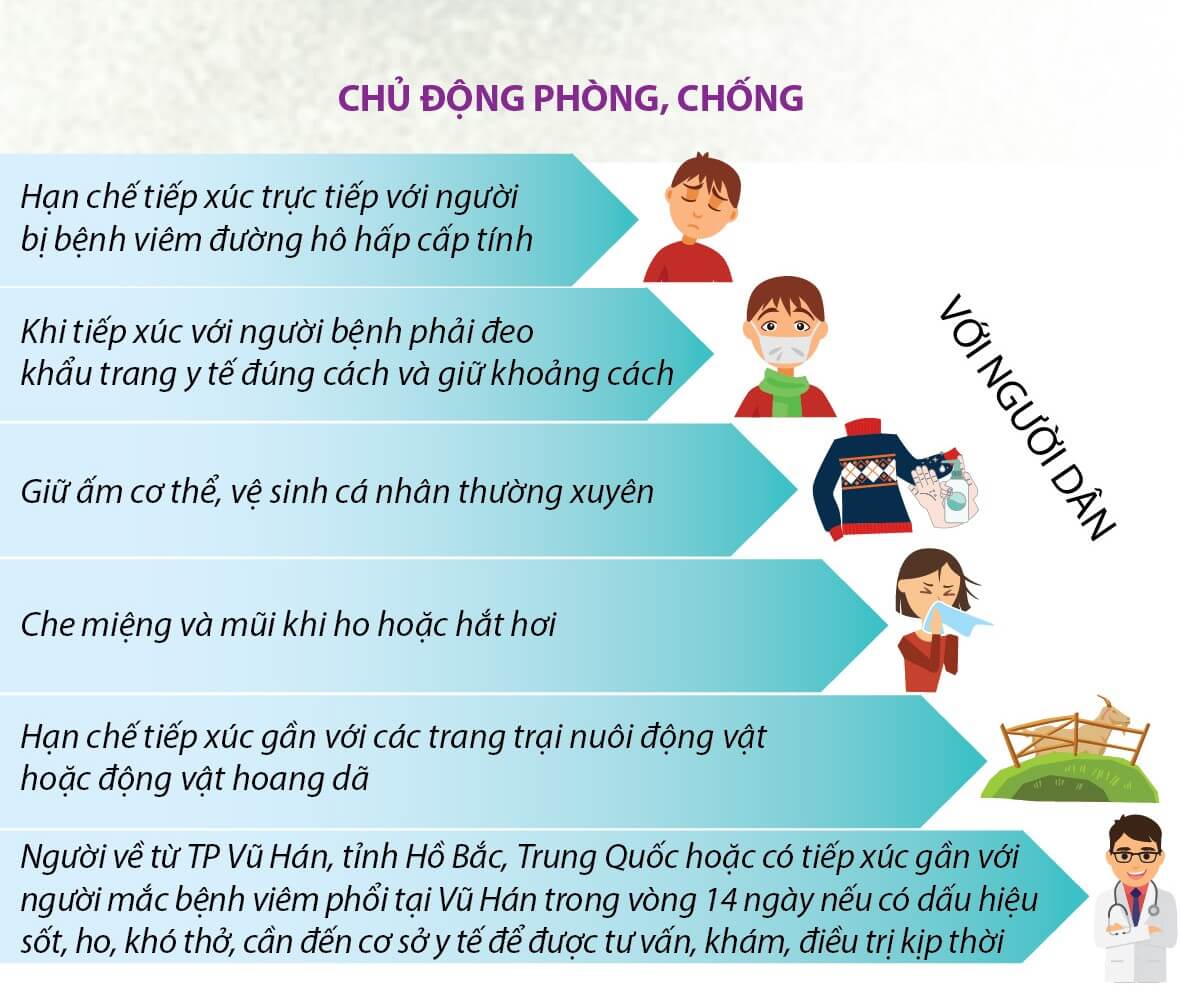 CHỦ ĐỘNG PHÒNG, CHỐNG
Hạn chế tiếp xúc trực tiếp với người
bị bệnh viêm đường hô hấp cấp tính
Khi tiếp xúc với người bệnh phải đeo
khẩu trang y tế đúng cách và giữ khoảng cách
Giữ ấm cơ thể, vệ sinh cá nhân thường xuyên
Che miệng và mũi khi ho hoặc hắt hơi
Hạn chế tiếp xúc gần với các trang trại nuôi động vật
hoặc động vật hoang dã
Người về từ TP Vũ Hán, tỉnh Hồ Bắc, Trung Quốc hoặc có tiếp xúc gần với
người mắc bệnh viêm phổi tại Vũ Hán trong vòng 14 ngày nếu có dấu hiệu
sốt, ho, khó thở, cần đến cơ sở y tế để được tư vấn, khám, điều trị kịp thời
VỚI NGƯỜI DÂN